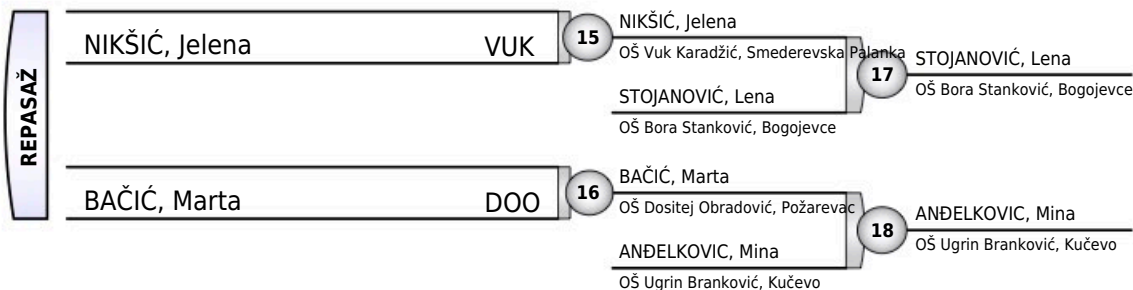 REPASAŽ
NIKŠIĆ, Jelena VUK
15
NIKŠIĆ, Jelena
OŠ Vuk Karadžić, Smederevska Palanka
STOJANOVIĆ, Lena
OŠ Bora Stanković, Bogojevce
17
STOJANOVIĆ, Lena
OŠ Bora Stanković, Bogojevce
BAČIĆ, Marta DOO
16
BAČIĆ, Marta
OŠ Dositej Obradović, Požarevac
ANĐELKOVIC, Mina
OŠ Ugrin Branković, Kučevo
18
ANĐELKOVIC, Mina
OŠ Ugrin Branković, Kučevo